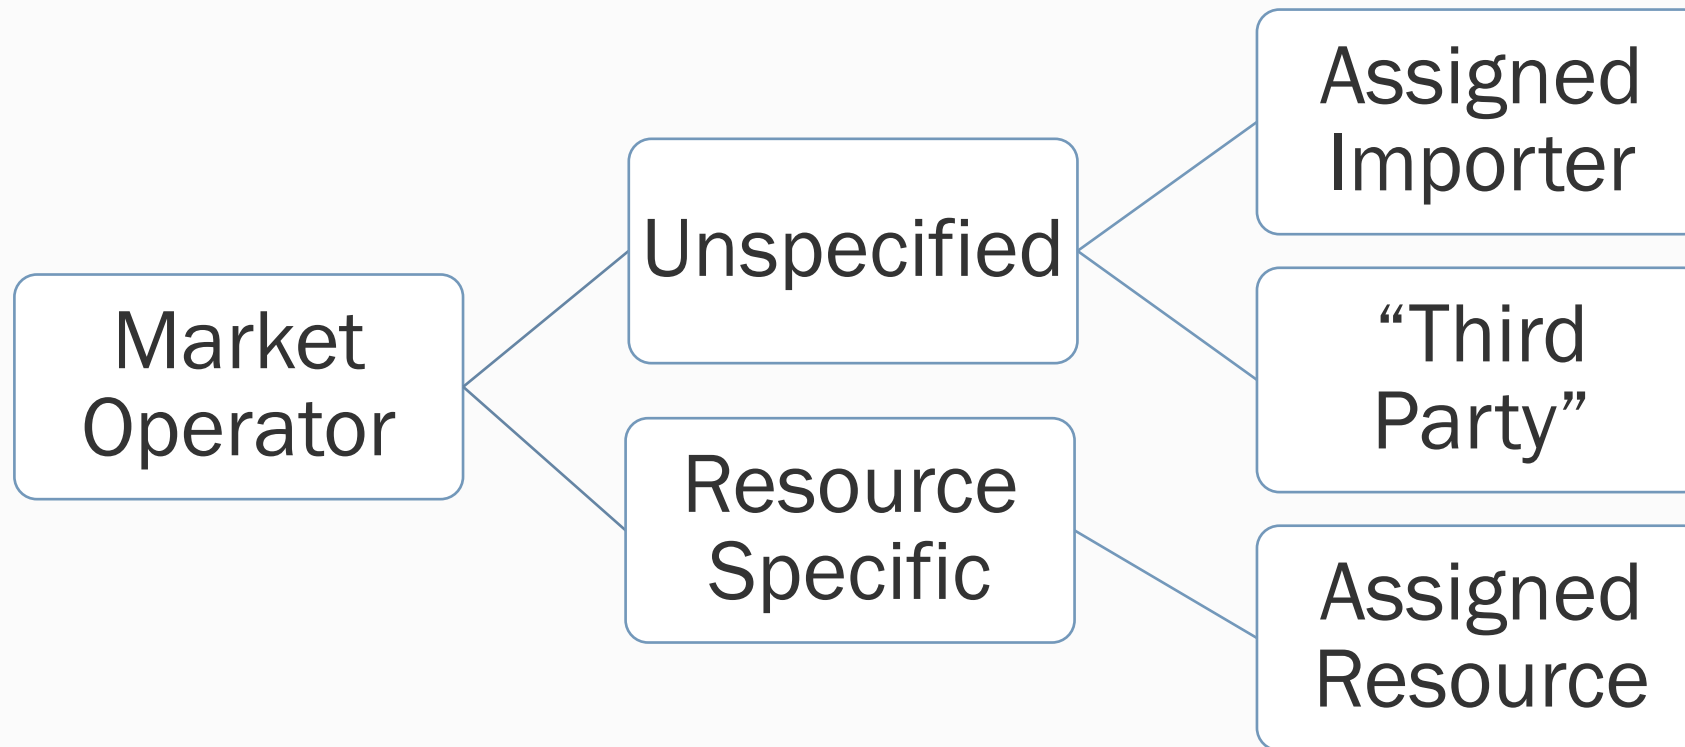 Market
Operator
Unspecified
Resource
Specific
Assigned
Importer
“Third
Party”
Assigned
Resource